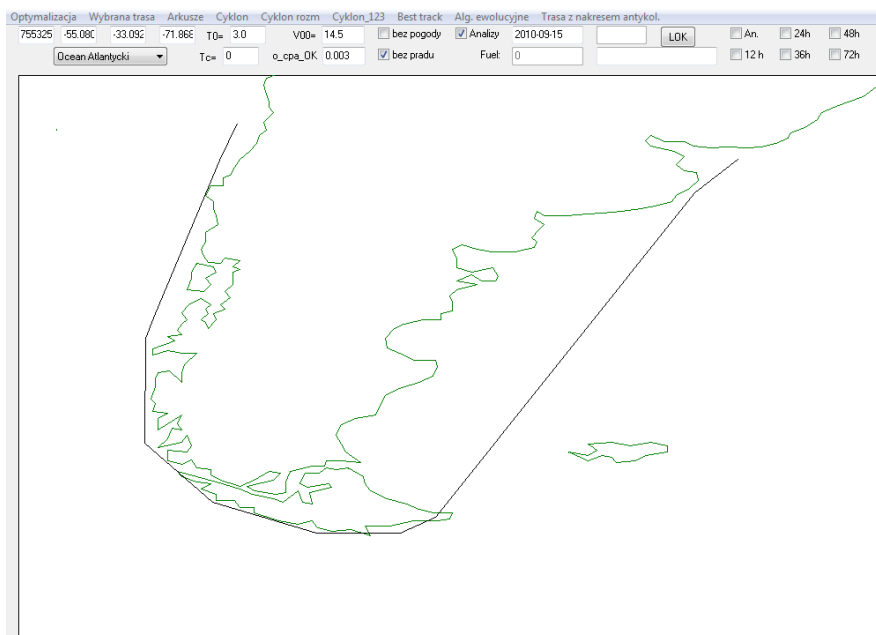 Optymalizacja Wybrana trasa Arkusze Cyklon Cyklon rozm Cyklon_123 Best track Alg. ewolucyjne Trasa z nakresem antykol.
755325 -55.080 -33.092 -71.868 T0= 3.0 V00= 14.5 bez pogody Analizy 2010-09-15 LOK An. 24h 48h
Ocean Atlantycki Tc= 0 o_cpa_OK 0.003 bez pradu Fuel: 0 12 h 36h 72h